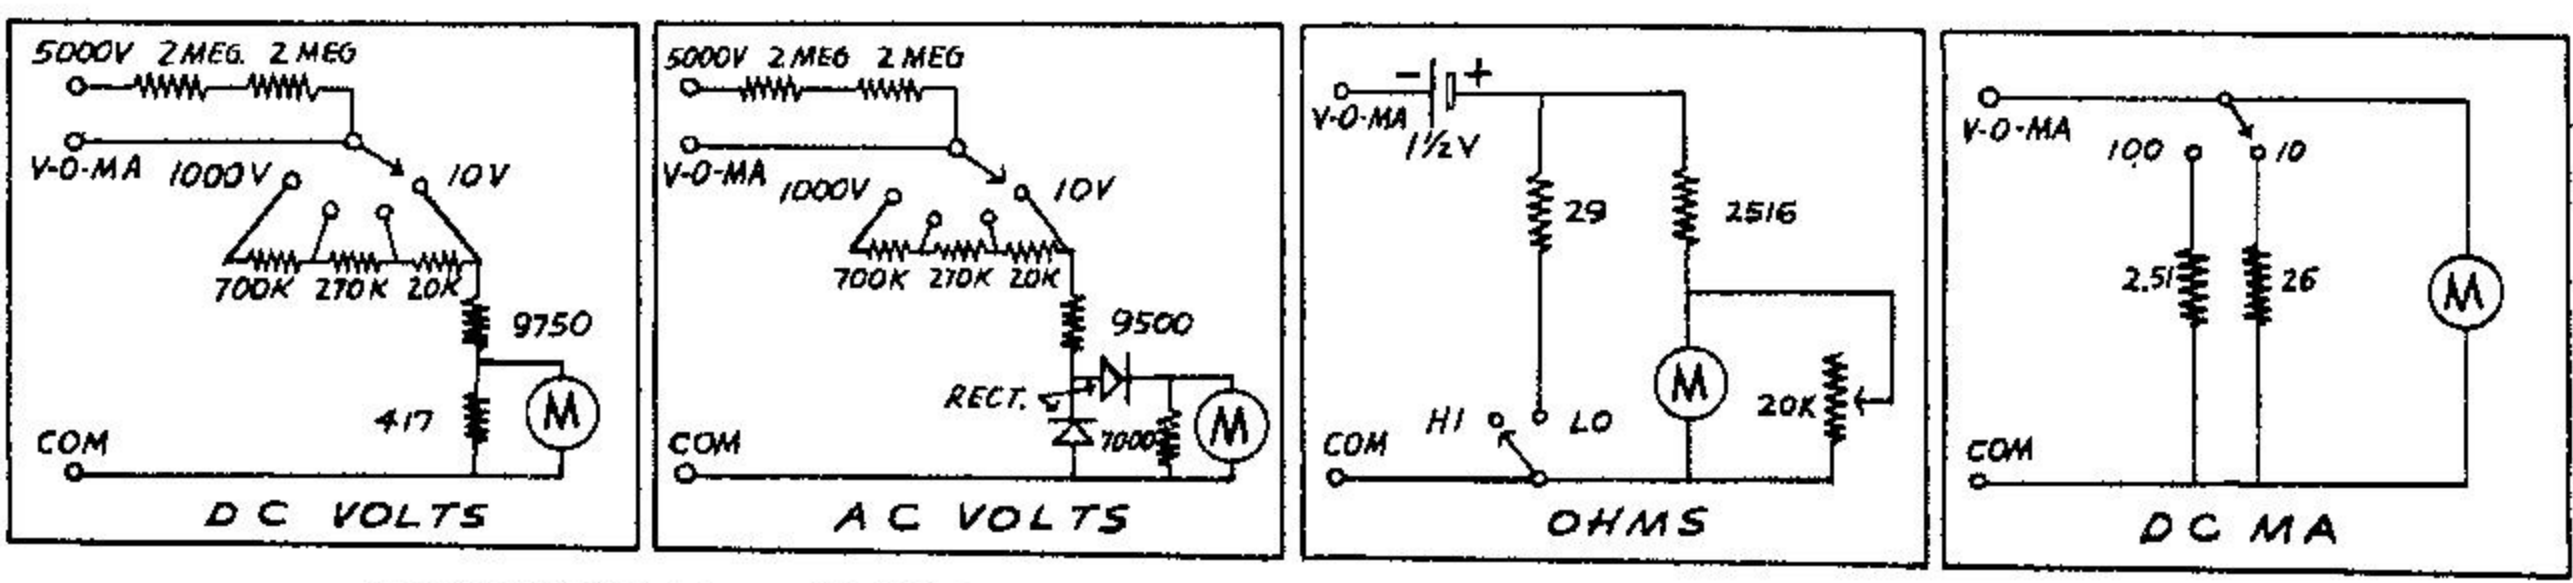 5000V 2 MEG. 2 MEG
V-O-MA 1000V 10V
700K 270K 20K
9750
417
M
COM
DC VOLTS
5000V 2 MEG 2 MEG
V-O-MA 1000V 10V
700K 270K 20K
9500
RECT.
7000
M
COM
AC VOLTS
- +
V-O-MA
1½V
29 2516
M
20K
HI LO
COM
OHMS
V-O-MA
100 10
2.51 26
M
COM
DC MA